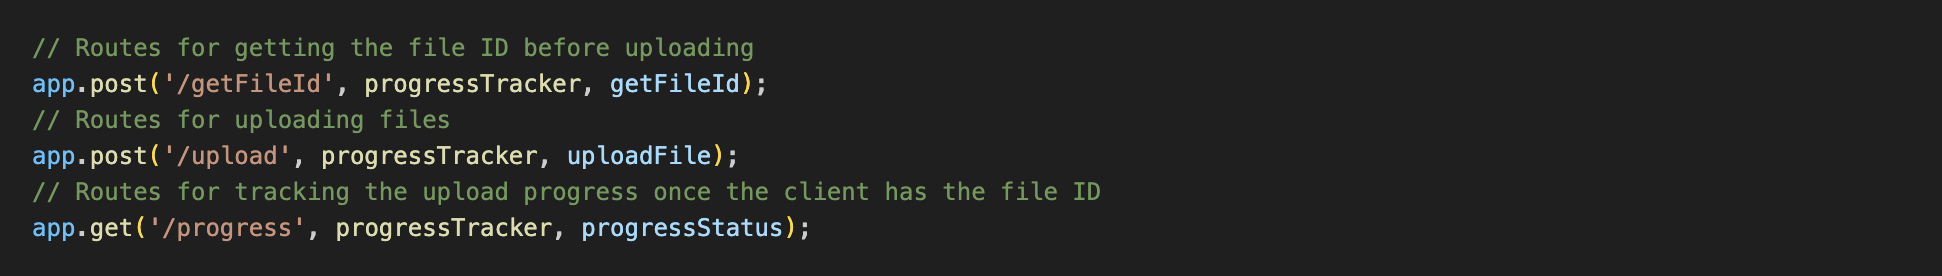 // Routes for getting the file ID before uploading
app.post('/getFileId', progressTracker, getFileId);
// Routes for uploading files
app.post('/upload', progressTracker, uploadFile);
// Routes for tracking the upload progress once the client has the file ID
app.get('/progress', progressTracker, progressStatus);